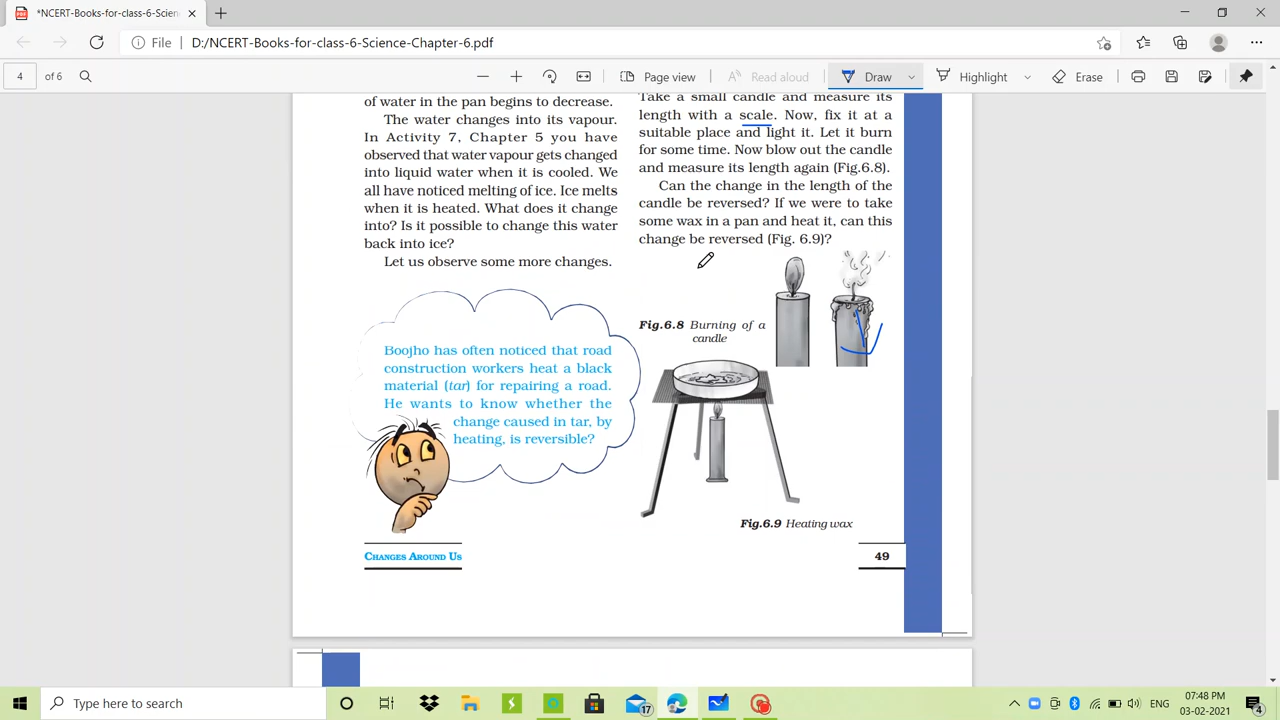 *NCERT-Books-for-class-6-Scien
File
D:/NCERT-Books-for-class-6-Science-Chapter-6.pdf
4 of 6
Page view
Read aloud
Draw
Highlight
Erase
of water in the pan begins to decrease.
The water changes into its vapour.
In Activity 7, Chapter 5 you have
observed that water vapour gets changed
into liquid water when it is cooled. We
all have noticed melting of ice. Ice melts
when it is heated. What does it change
into? Is it possible to change this water
back into ice?
Let us observe some more changes.
Boojho has often noticed that road
construction workers heat a black
material (tar) for repairing a road.
He wants to know whether the
change caused in tar, by
heating, is reversible?
CHANGES AROUND US
Take a small candle and measure its
length with a scale. Now, fix it at a
suitable place and light it. Let it burn
for some time. Now blow out the candle
and measure its length again (Fig.6.8).
Can the change in the length of the
candle be reversed? If we were to take
some wax in a pan and heat it, can this
change be reversed (Fig. 6.9)?
Fig.6.8 Burning of a
candle
Fig.6.9 Heating wax
49
Type here to search
17
ENG
07:48 PM
03-02-2021
4